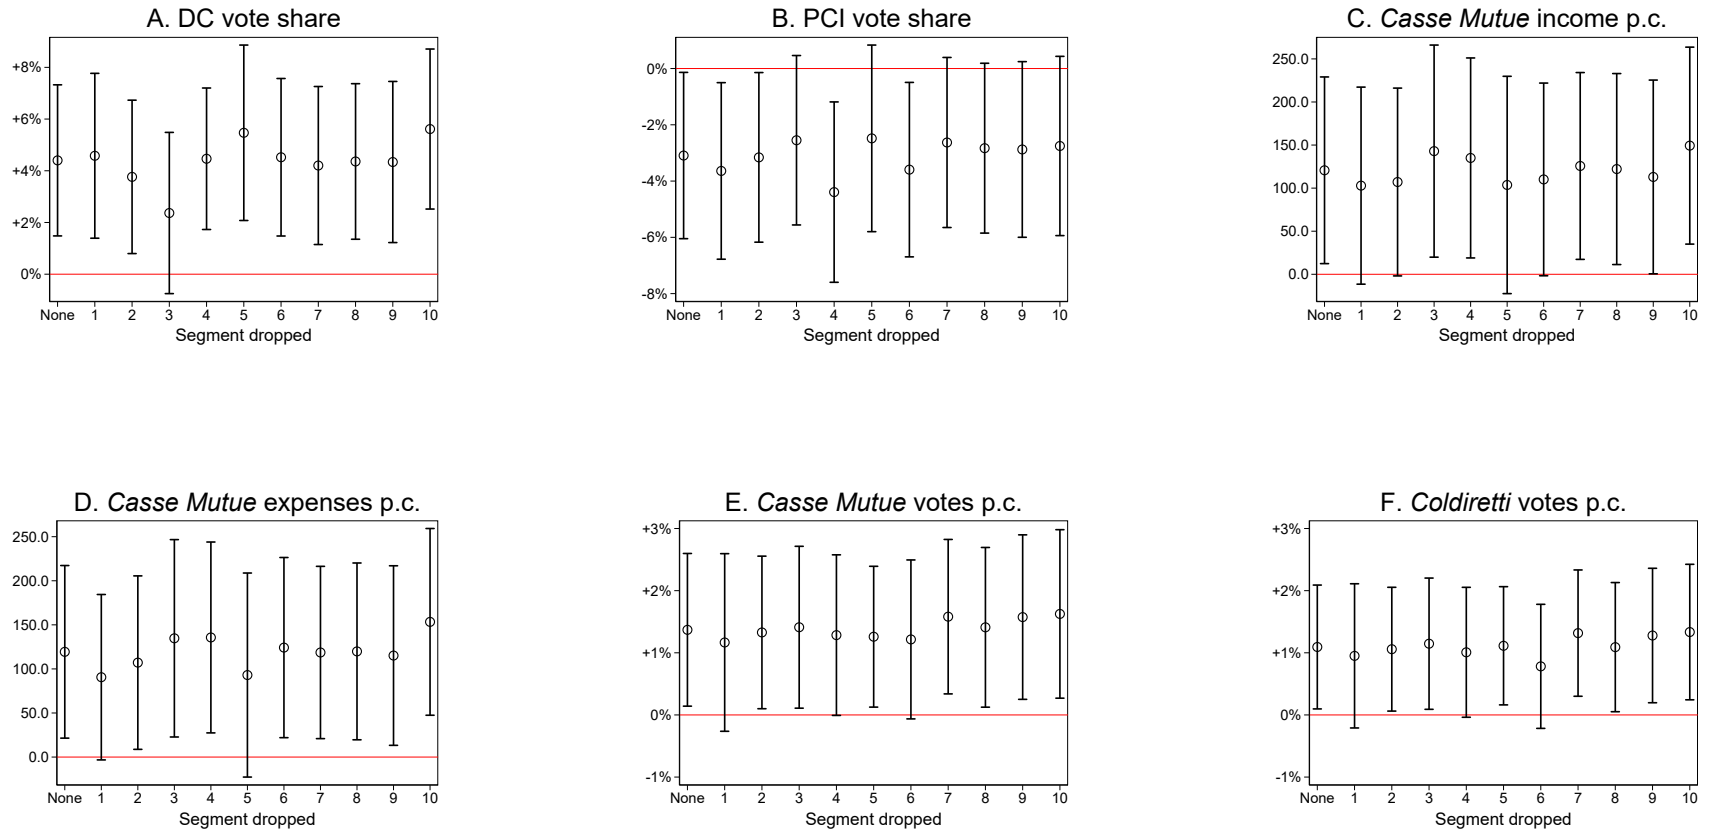 A. DC vote share
+8%
+6%
+4%
+2%
0%
None 1 2 3 4 5 6 7 8 9 10
Segment dropped
B. PCI vote share
0%
-2%
-4%
-6%
-8%
None 1 2 3 4 5 6 7 8 9 10
Segment dropped
C. Casse Mutue income p.c.
250.0
200.0
150.0
100.0
50.0
0.0
None 1 2 3 4 5 6 7 8 9 10
Segment dropped
D. Casse Mutue expenses p.c.
250.0
200.0
150.0
100.0
50.0
0.0
None 1 2 3 4 5 6 7 8 9 10
Segment dropped
E. Casse Mutue votes p.c.
+3%
+2%
+1%
0%
-1%
None 1 2 3 4 5 6 7 8 9 10
Segment dropped
F. Coldiretti votes p.c.
+3%
+2%
+1%
0%
-1%
None 1 2 3 4 5 6 7 8 9 10
Segment dropped